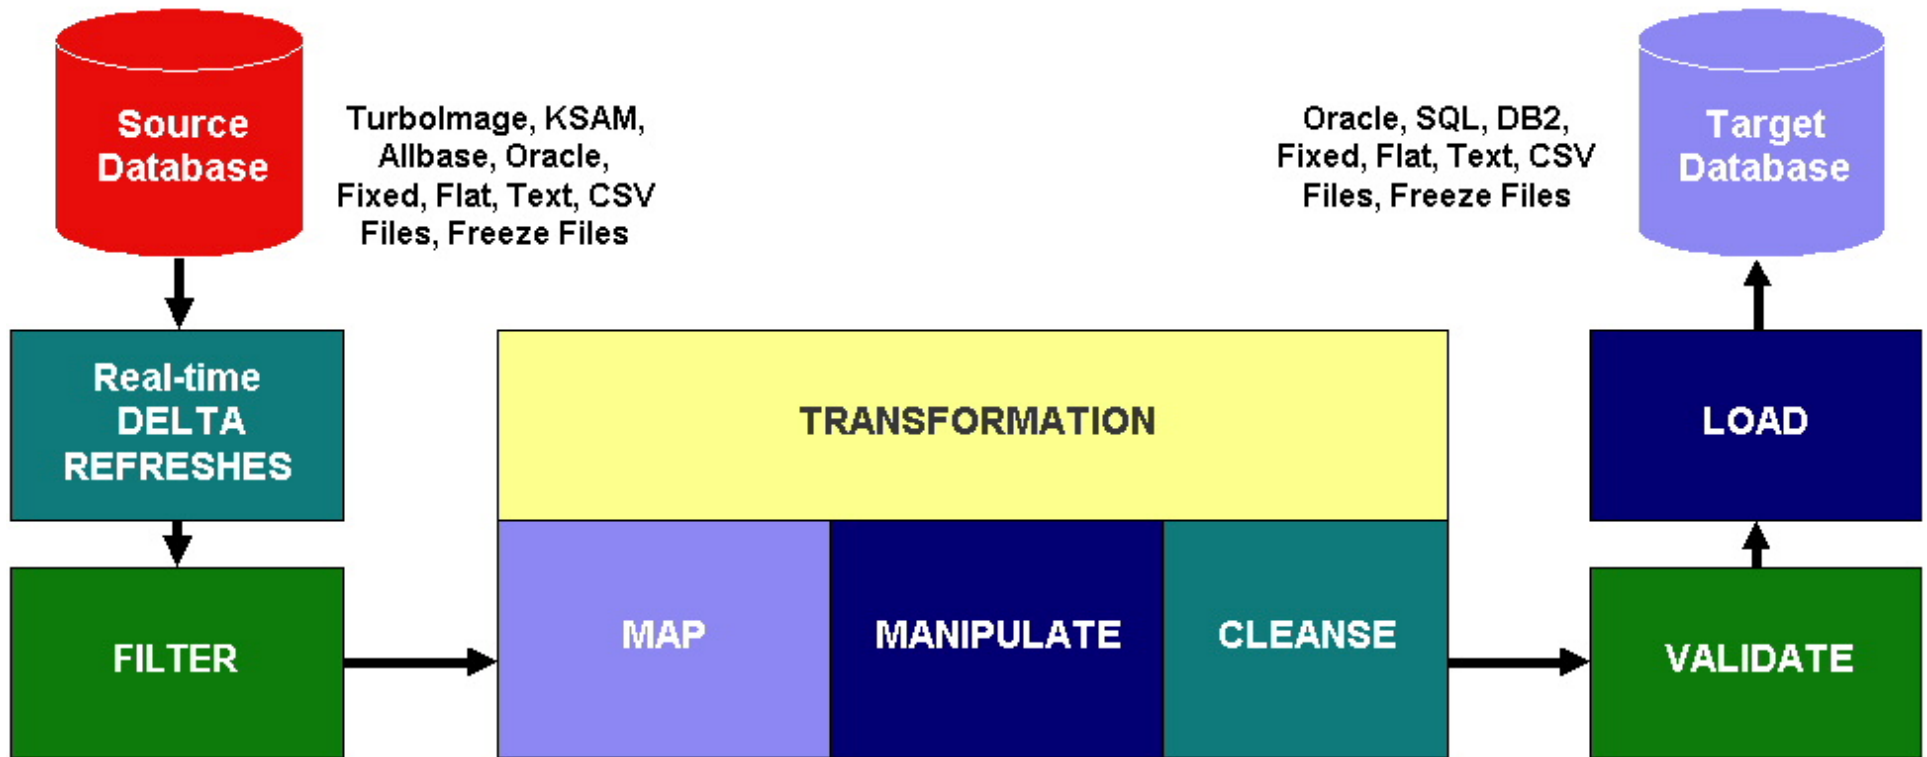 Source
Database
TurboImage, KSAM,
Allbase, Oracle,
Fixed, Flat, Text, CSV
Files, Freeze Files
Oracle, SQL, DB2,
Fixed, Flat, Text, CSV
Files, Freeze Files
Target
Database
Real-time
DELTA
REFRESHES
TRANSFORMATION
LOAD
FILTER
MAP
MANIPULATE
CLEANSE
VALIDATE